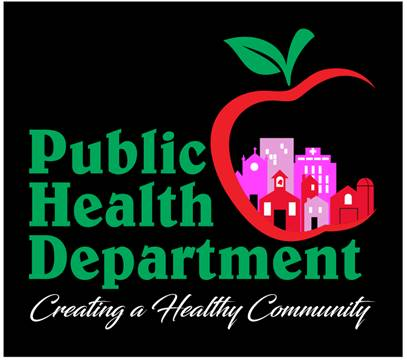 Public
Health
Department
Creating a Healthy Community